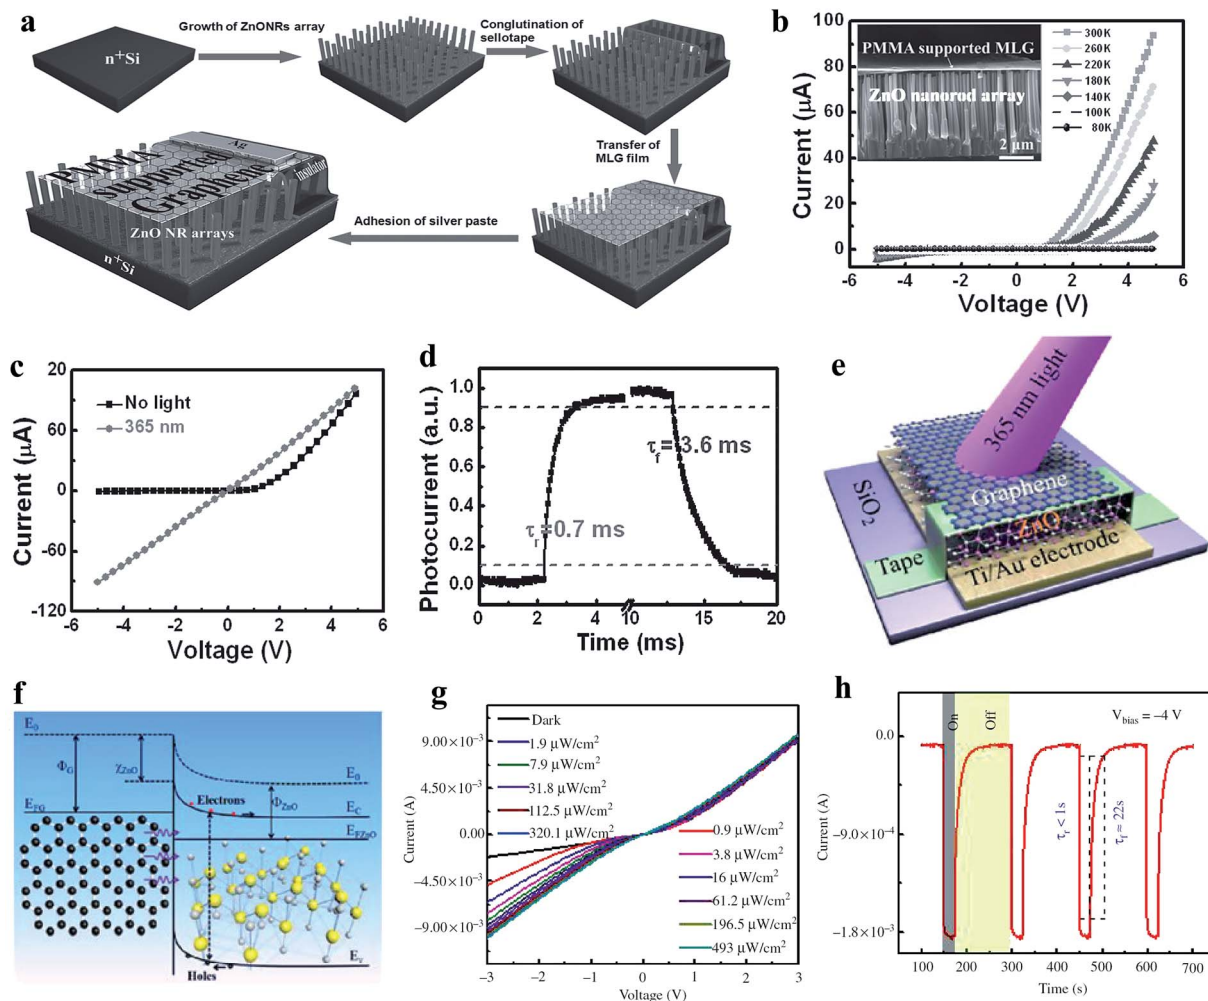 a
n⁺Si
Growth of ZnONRs array
Conglutination of
sellotape
Transfer of
MLG film
Adhesion of silver paste
Ag
PMMA
supported
Graphene
insulator
ZnO NR arrays
n⁺Si
b
Current (μA)
100
80
60
40
20
0
PMMA supported MLG
ZnO nanorod array
2 μm
300K
260K
220K
180K
140K
100K
80K
-6 -4 -2 0 2 4 6
Voltage (V)
c
Current (μA)
20
60
0
-60
-120
No light
365 nm
-6 -4 -2 0 2 4 6
Voltage (V)
d
Photocurrent (a.u.)
1.0
0.8
0.6
0.4
0.2
0.0
τr=0.7 ms
τf=3.6 ms
0 5 10 15 20
Time (ms)
e
365 nm light
Graphene
ZnO
SiO₂
Tape
Ti/Au electrode
f
E₀
Φ_G
χ_ZnO
E_FG
Electrons
E₀
Φ_ZnO
E_C
E_FZnO
Holes
E_V
g
Current (A)
9.00×10⁻³
4.50×10⁻³
0.00
-4.50×10⁻³
-9.00×10⁻³
Dark
1.9 μW/cm²
7.9 μW/cm²
31.8 μW/cm²
112.5 μW/cm²
320.1 μW/cm²
0.9 μW/cm²
3.8 μW/cm²
16 μW/cm²
61.2 μW/cm²
196.5 μW/cm²
493 μW/cm²
−3 −2 −1 0 1 2 3
Voltage (V)
h
On
Off
V_bias = −4 V
Current (A)
0.0
-9.0×10⁻⁴
-1.8×10⁻³
τr < 1s
τf ≈ 22s
100 200 300 400 500 600 700
Time (s)